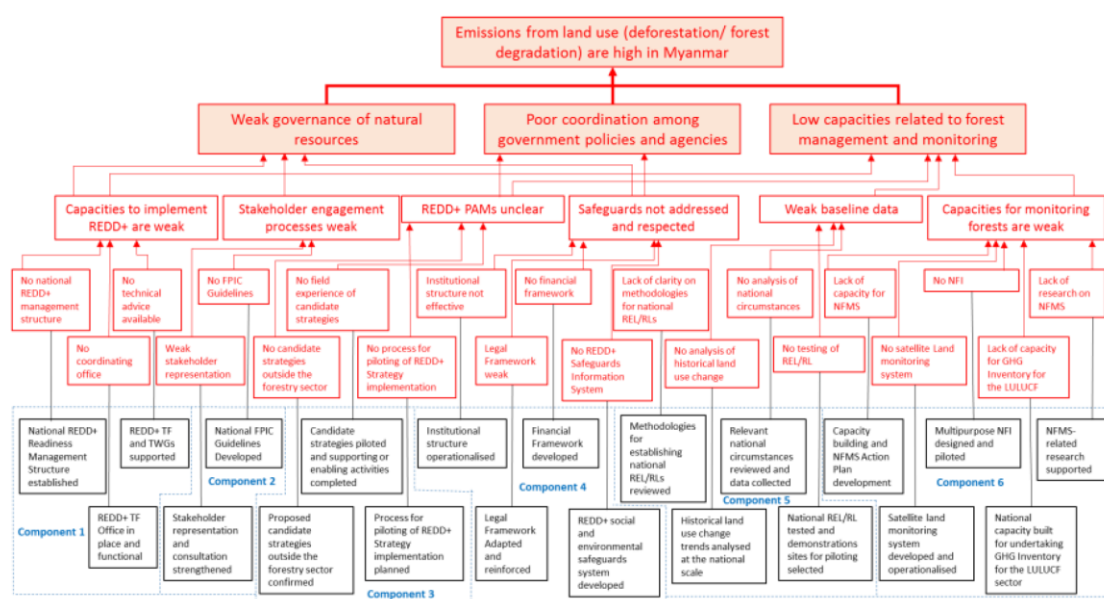 Emissions from land use (deforestation/ forest
degradation) are high in Myanmar
Weak governance of natural
resources
Poor coordination among
government policies and agencies
Low capacities related to forest
management and monitoring
Capacities to implement
REDD+ are weak
Stakeholder engagement
processes weak
REDD+ PAMs unclear
Safeguards not addressed
and respected
Weak baseline data
Capacities for monitoring
forests are weak
No national
REDD+
management
structure
No
technical
advice
available
No FPIC
Guidelines
No field
experience of
candidate
strategies
Institutional
structure not
effective
No financial
framework
Lack of clarity
on
methodologies
for national
REL/RLs
No analysis of
national
circumstances
Lack of
capacity for
NFMS
No NFI
Lack of
research on
NFMS
No
coordinating
office
Weak
stakeholder
representation
No candidate
strategies
outside the
forestry sector
No process for
piloting of REDD+
Strategy
implementation
Legal
Framework
weak
No REDD+
Safeguards
Information
System
No analysis of
historical land
use change
No testing of
REL/RL
No satellite Land
monitoring
system
Lack of capacity
for GHG
Inventory for
the LULUCF
National REDD+
Readiness
Management
Structure
established
REDD+ TF
and TWGs
supported
National FPIC
Guidelines
Developed
Candidate
strategies piloted
and supporting or
enabling activities
completed
Institutional
structure
operationalised
Financial
Framework
developed
Methodologies
for
establishing
national
REL/RLs
reviewed
Relevant
national
circumstances
reviewed and
data collected
Capacity
building and
NFMS Action
Plan
development
Multipurpose NFI
designed and
piloted
NFMS-
related
research
supported
Component 1
Component 2
Component 3
Component 4
Component 5
Component 6
REDD+ TF
Office in
place and
functional
Stakeholder
representation
and
consultation
strengthened
Proposed
candidate
strategies outside
the forestry
sector confirmed
Process for
piloting of REDD+
Strategy
implementation
planned
Legal
Framework
Adapted
and
reinforced
REDD+ social
and
environmental
safeguards
system
developed
Historical land
use change
trends analysed
at the national
scale
National REL/RL
tested and
demonstrations
sites for piloting
selected
Satellite land
monitoring
system
developed and
operationalised
National
capacity built
for undertaking
GHG Inventory
for the LULUCF
sector